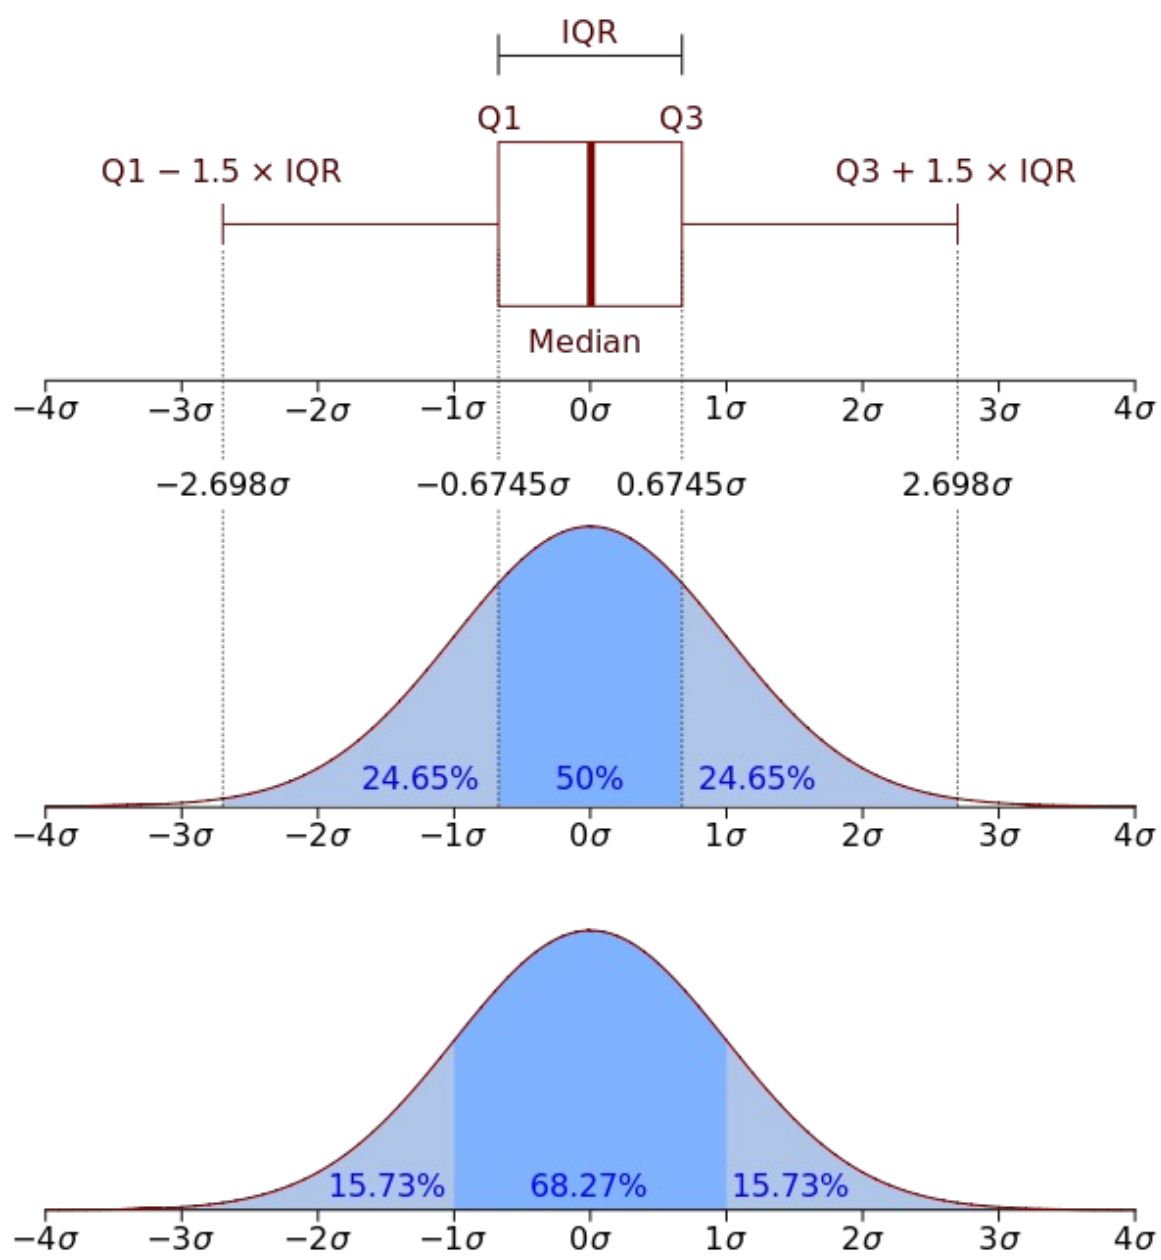 IQR
Q1 Q3
Q1 − 1.5 × IQR Q3 + 1.5 × IQR
Median
−4σ −3σ −2σ −1σ 0σ 1σ 2σ 3σ 4σ
−2.698σ −0.6745σ 0.6745σ 2.698σ
24.65% 50% 24.65%
−4σ −3σ −2σ −1σ 0σ 1σ 2σ 3σ 4σ
15.73% 68.27% 15.73%
−4σ −3σ −2σ −1σ 0σ 1σ 2σ 3σ 4σ